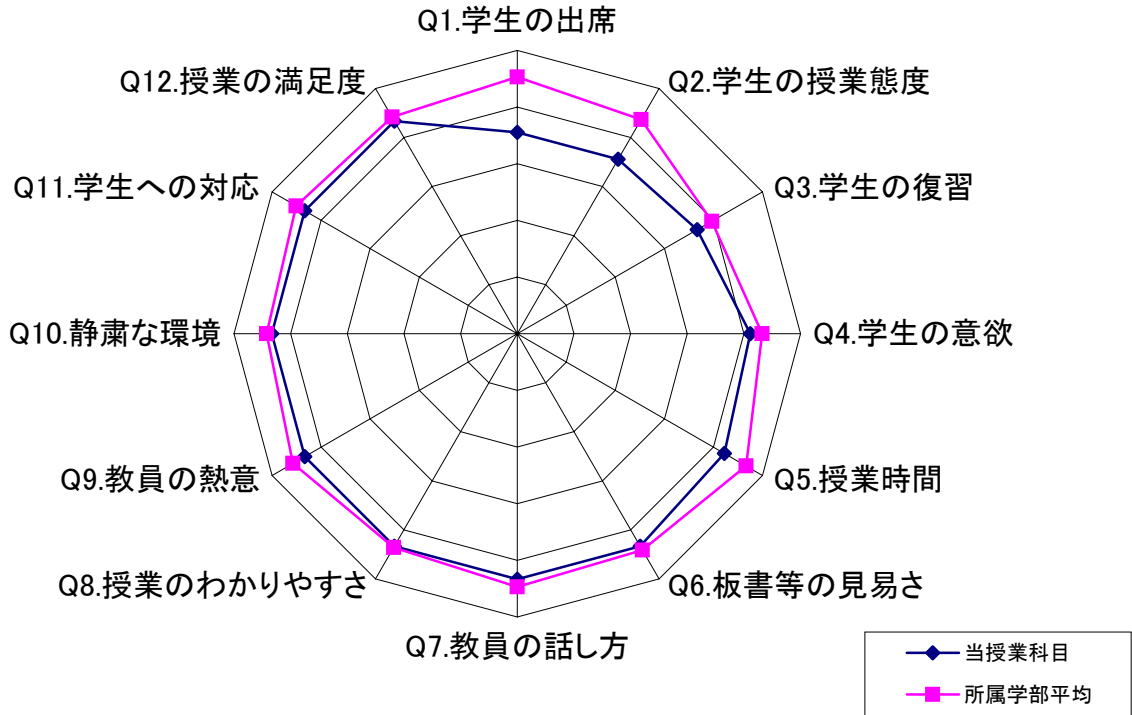 Q1.学生の出席
Q2.学生の授業態度
Q3.学生の復習
Q4.学生の意欲
Q5.授業時間
Q6.板書等の見易さ
Q7.教員の話し方
Q8.授業のわかりやすさ
Q9.教員の熱意
Q10.静粛な環境
Q11.学生への対応
Q12.授業の満足度
当授業科目
所属学部平均